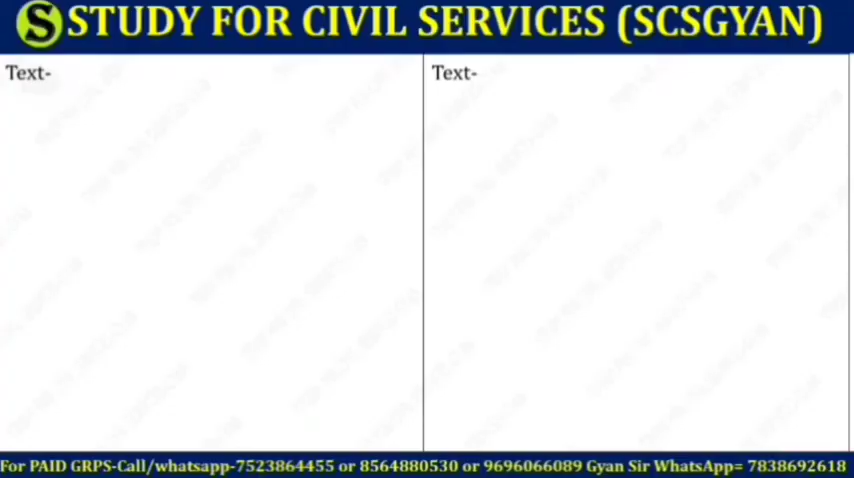 S STUDY FOR CIVIL SERVICES (SCSGYAN)
Text-
Text-
For PAID GRPS-Call/whatsapp-7523864455 or 8564880530 or 9696066089 Gyan Sir WhatsApp= 7838692618